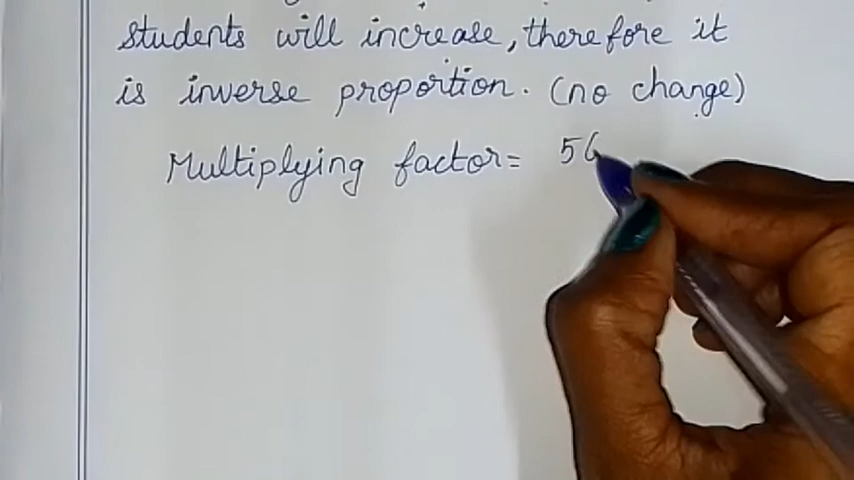 students will increase, therefore it
is inverse proportion. (no change)
Multiplying factor = 56